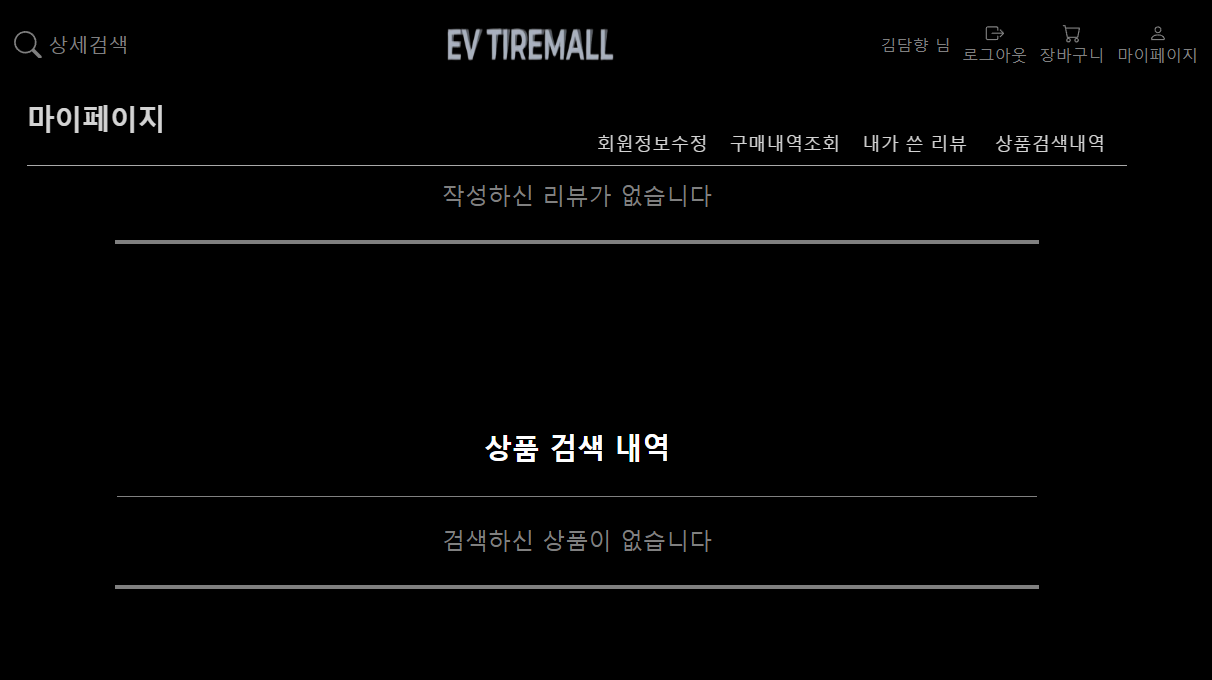 상세검색
EV TIREMALL
김담향 님
로그아웃
장바구니
마이페이지
마이페이지
회원정보수정 구매내역조회 내가 쓴 리뷰 상품검색내역
작성하신 리뷰가 없습니다
상품 검색 내역
검색하신 상품이 없습니다